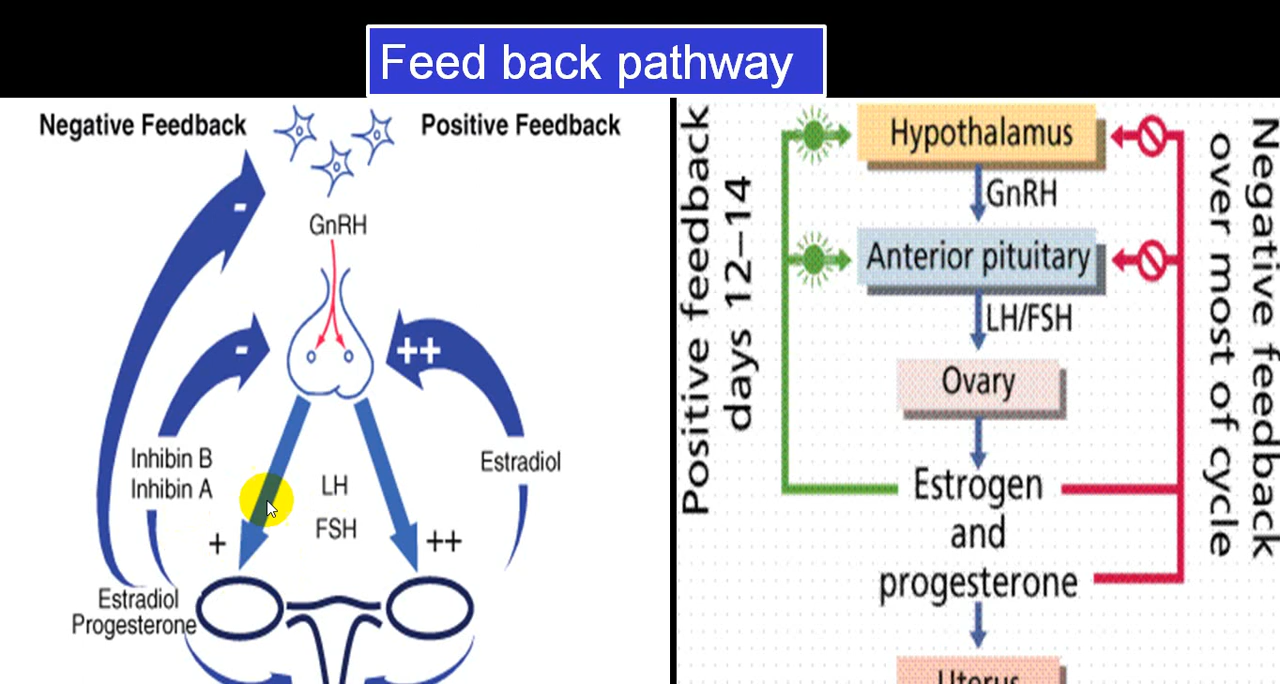 Feed back pathway
Negative Feedback
Positive Feedback
-
GnRH
-
++
Inhibin B
Inhibin A
Estradiol
LH
FSH
+
++
Estradiol
Progesterone
Positive feedback
days 12–14
Hypothalamus
GnRH
Anterior pituitary
LH/FSH
Ovary
Estrogen
and
progesterone
Uterus
Negative feedback
over most of cycle